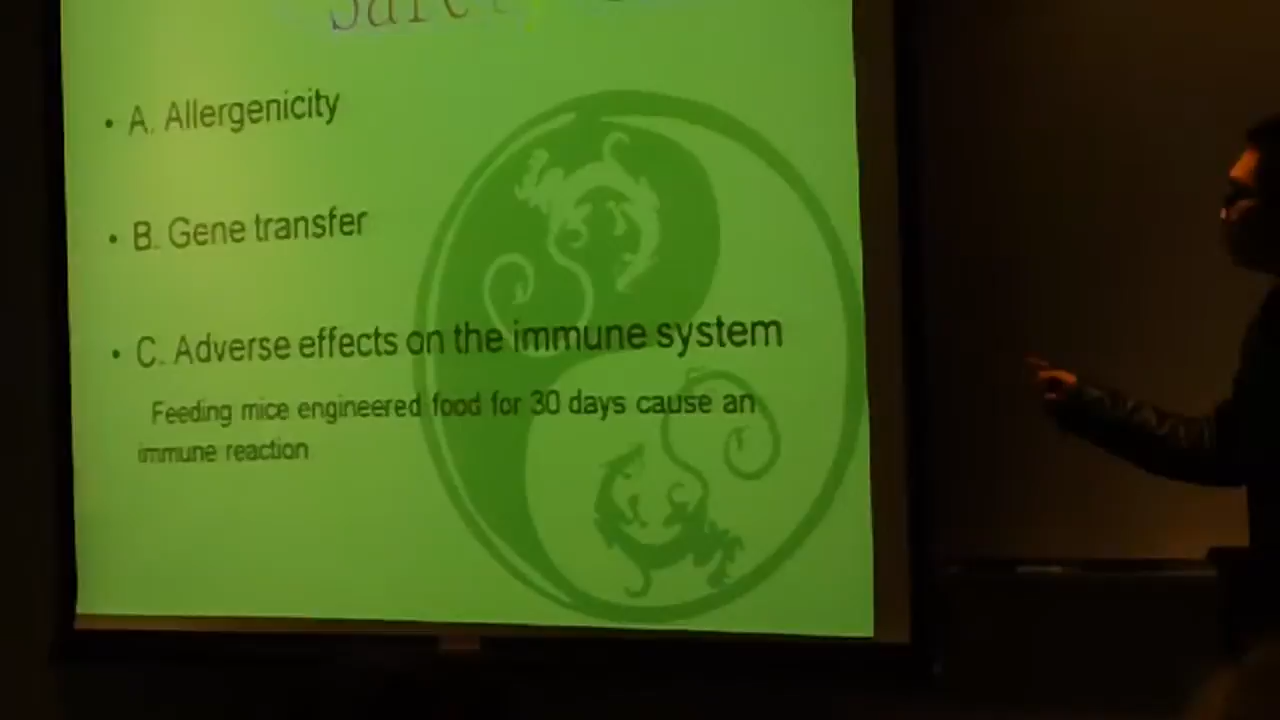 • A. Allergenicity
• B. Gene transfer
• C. Adverse effects on the immune system
Feeding mice engineered food for 30 days cause an
immune reaction